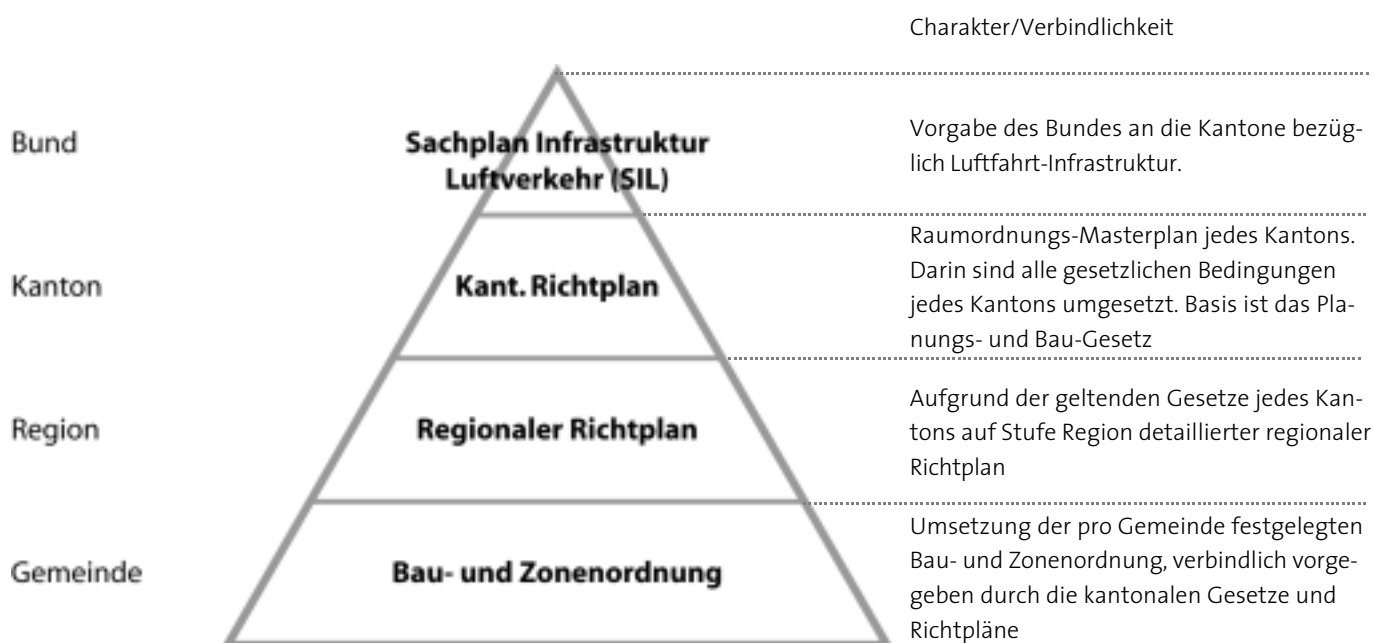 Charakter/Verbindlichkeit
Bund
Sachplan Infrastruktur
Luftverkehr (SIL)
Vorgabe des Bundes an die Kantone bezüg-
lich Luftfahrt-Infrastruktur.
Kanton
Kant. Richtplan
Raumordnungs-Masterplan jedes Kantons.
Darin sind alle gesetzlichen Bedingungen
jedes Kantons umgesetzt. Basis ist das Pla-
nungs- und Bau-Gesetz
Region
Regionaler Richtplan
Aufgrund der geltenden Gesetze jedes Kan-
tons auf Stufe Region detaillierter regionaler
Richtplan
Gemeinde
Bau- und Zonenordnung
Umsetzung der pro Gemeinde festgelegten
Bau- und Zonenordnung, verbindlich vorge-
geben durch die kantonalen Gesetze und
Richtpläne